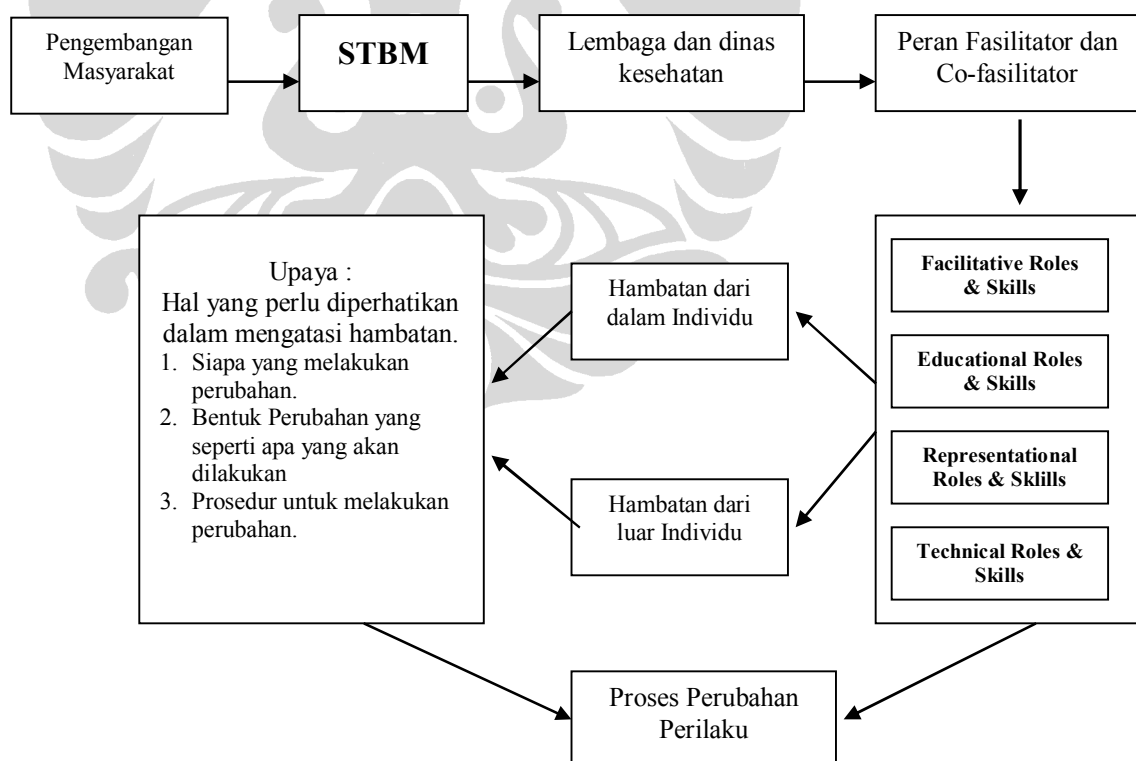 Pengembangan
Masyarakat
STBM
Lembaga dan dinas
kesehatan
Peran Fasilitator dan
Co-fasilitator
Upaya :
Hal yang perlu diperhatikan
dalam mengatasi hambatan.
1. Siapa yang melakukan
perubahan.
2. Bentuk Perubahan yang
seperti apa yang akan
dilakukan
3. Prosedur untuk melakukan
perubahan.
Hambatan dari
dalam Individu
Hambatan dari
luar Individu
Facilitative Roles
& Skills
Educational Roles
& Skills
Representational
Roles & Sklills
Technical Roles &
Skills
Proses Perubahan
Perilaku